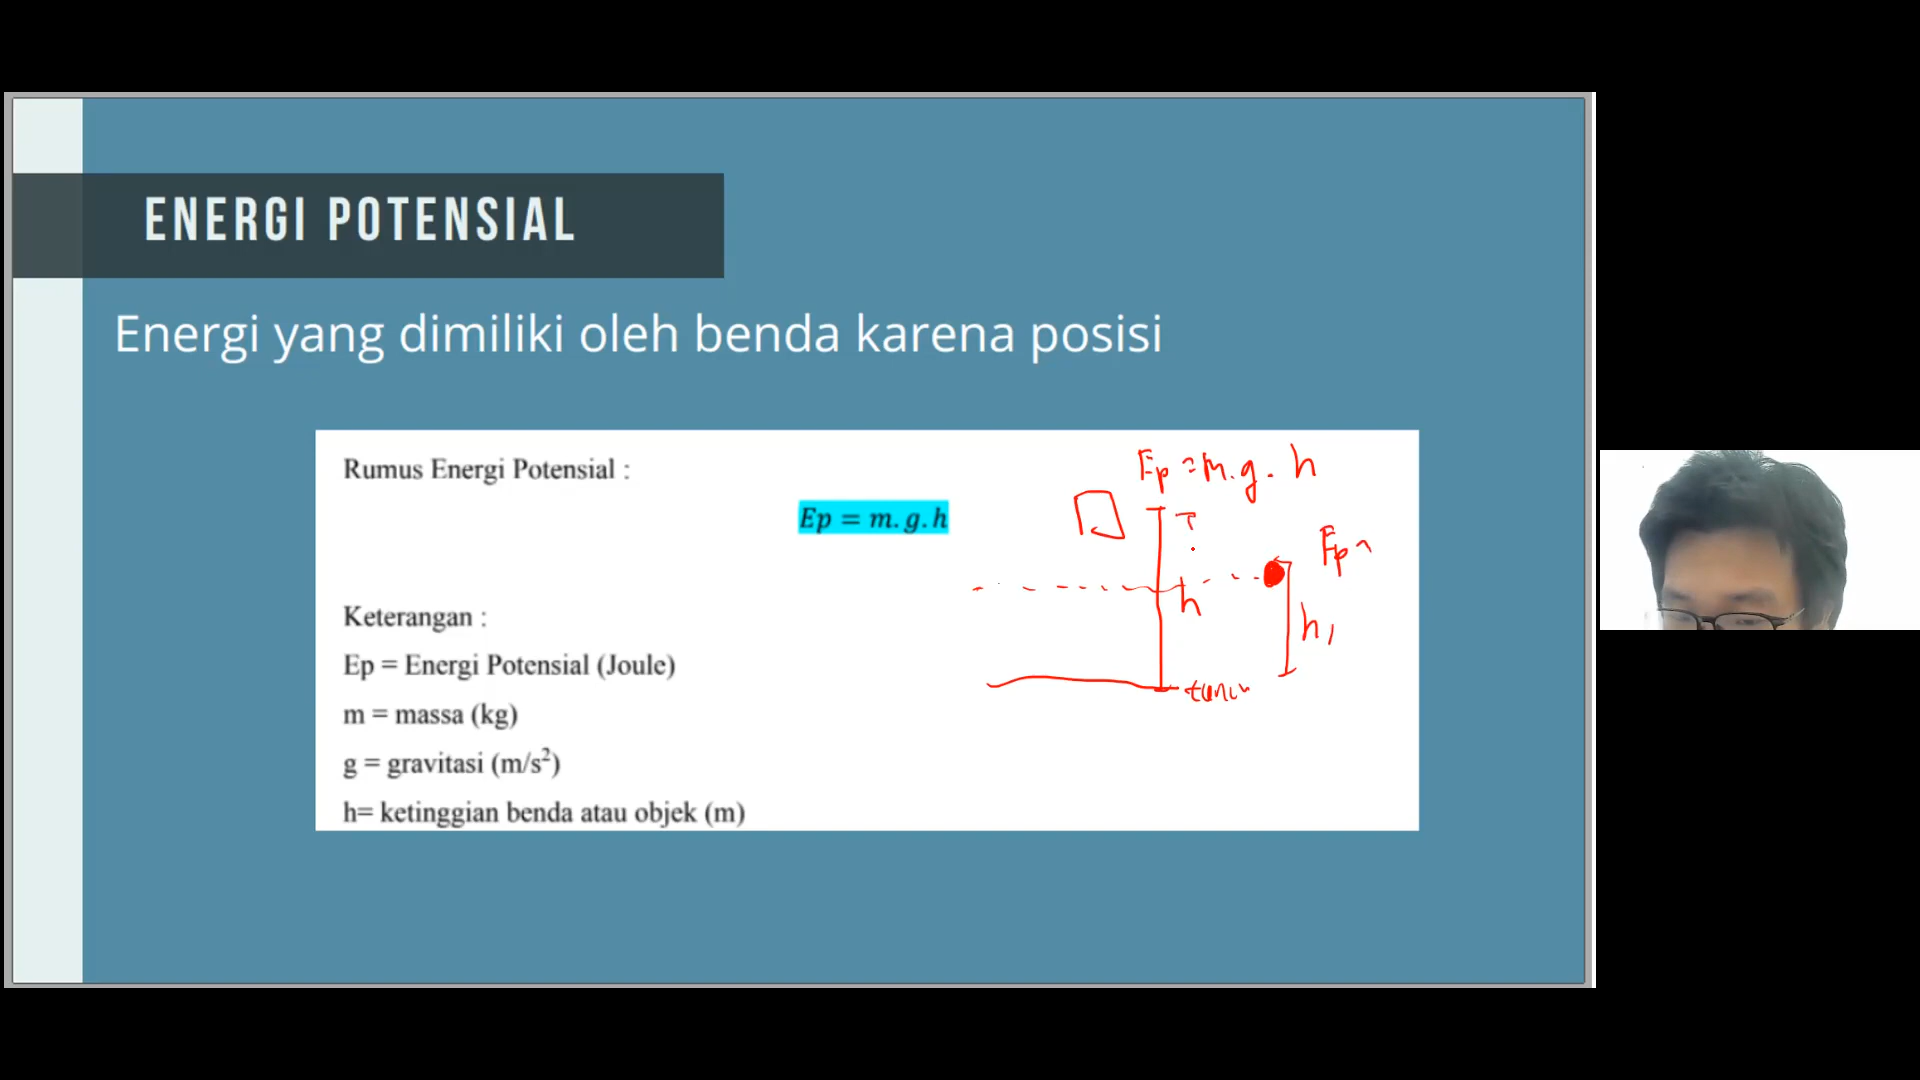 ENERGI POTENSIAL
Energi yang dimiliki oleh benda karena posisi
Rumus Energi Potensial :
Ep = m.g.h
Ep = m.g.h
Ep
h
h1
Keterangan :
Ep = Energi Potensial (Joule)
m = massa (kg)
g = gravitasi (m/s²)
h= ketinggian benda atau objek (m)